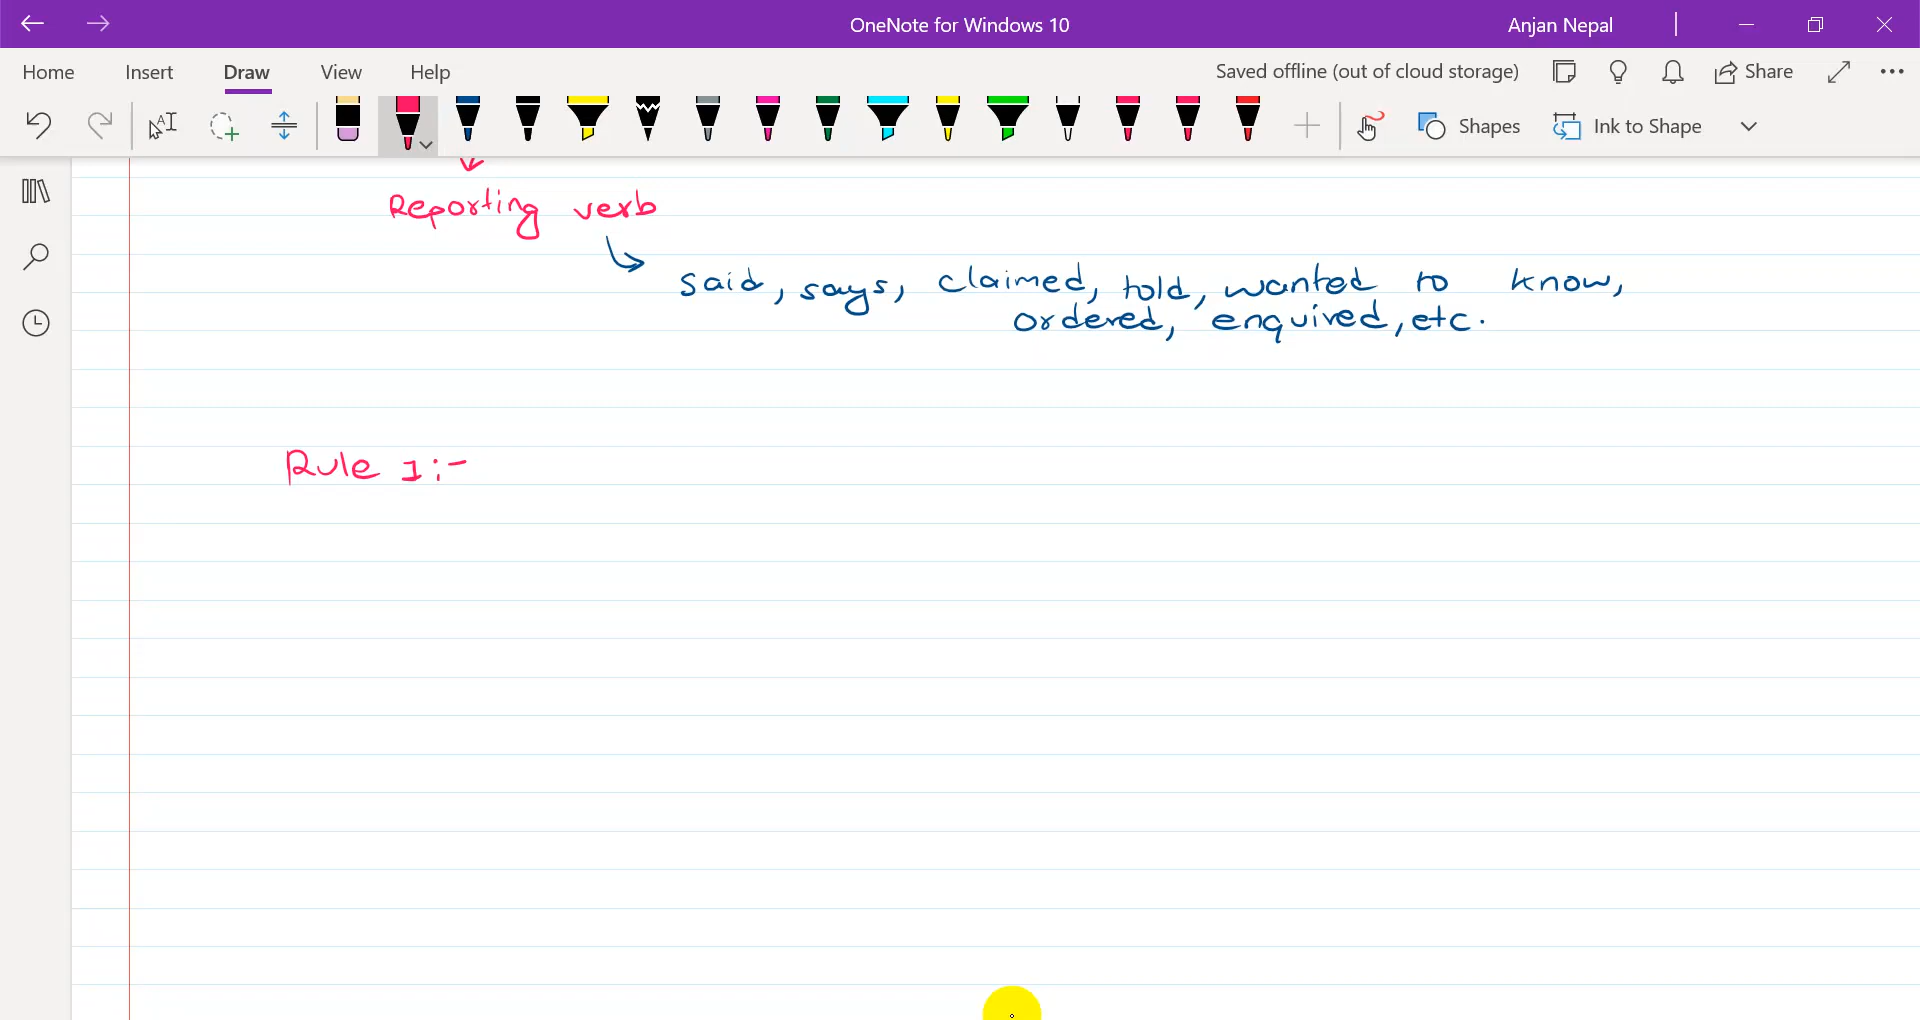 OneNote for Windows 10
Anjan Nepal
Home Insert Draw View Help
Saved offline (out of cloud storage)
Share
Shapes
Ink to Shape
Reporting verb
said, says, claimed, told, wanted to know,
ordered, enquired, etc.
Rule 1:-